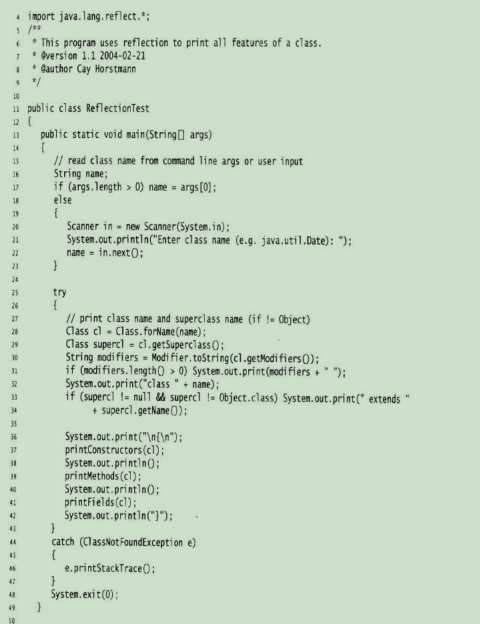 4 import java.lang.reflect.*;
5 /**
6  * This program uses reflection to print all features of a class.
7  * @version 1.1 2004-02-21
8  * @author Cay Horstmann
9  */
10
11 public class ReflectionTest
12 {
13    public static void main(String[] args)
14    {
15       // read class name from command line args or user input
16       String name;
17       if (args.length > 0) name = args[0];
18       else
19       {
20          Scanner in = new Scanner(System.in);
21          System.out.println("Enter class name (e.g. java.util.Date): ");
22          name = in.next();
23       }
24
25       try
26       {
27          // print class name and superclass name (if != Object)
28          Class cl = Class.forName(name);
29          Class supercl = cl.getSuperclass();
30          String modifiers = Modifier.toString(cl.getModifiers());
31          if (modifiers.length() > 0) System.out.print(modifiers + " ");
32          System.out.print("class " + name);
33          if (supercl != null && supercl != Object.class) System.out.print(" extends "
34                + supercl.getName());
35
36          System.out.print("\n{\n");
37          printConstructors(cl);
38          System.out.println();
39          printMethods(cl);
40          System.out.println();
41          printFields(cl);
42          System.out.println("}");
43       }
44       catch (ClassNotFoundException e)
45       {
46          e.printStackTrace();
47       }
48       System.exit(0);
49    }
50